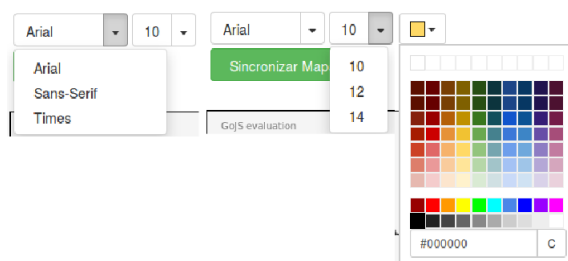 Arial 10
Arial
Sans-Serif
Times
Arial 10
Sincronizar Map
10
12
14
GoJS evaluation
#000000 C